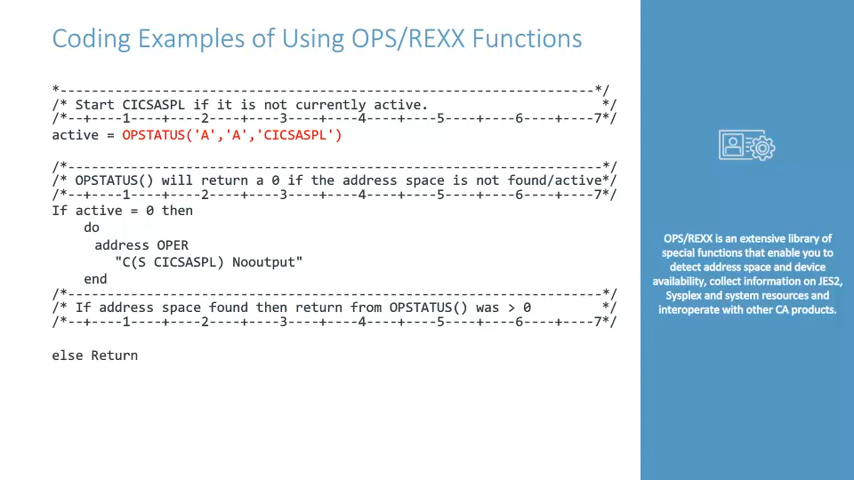 Coding Examples of Using OPS/REXX Functions
*--------------------------------------------------------------------*/
/* Start CICSASPL if it is not currently active. */
/*--+----1----+----2----+----3----+----4----+----5----+----6----+----7*/
active = OPSTATUS('A','A','CICSASPL')
/*--------------------------------------------------------------------*/
/* OPSTATUS() will return a 0 if the address space is not found/active*/
/*--+----1----+----2----+----3----+----4----+----5----+----6----+----7*/
If active = 0 then
do
address OPER
"C(S CICSASPL) Nooutput"
end
/*--------------------------------------------------------------------*/
/* If address space found then return from OPSTATUS() was > 0 */
/*--+----1----+----2----+----3----+----4----+----5----+----6----+----7*/
else Return
OPS/REXX is an extensive library of
special functions that enable you to
detect address space and device
availability, collect information on JES2,
Sysplex and system resources and
interoperate with other CA products.